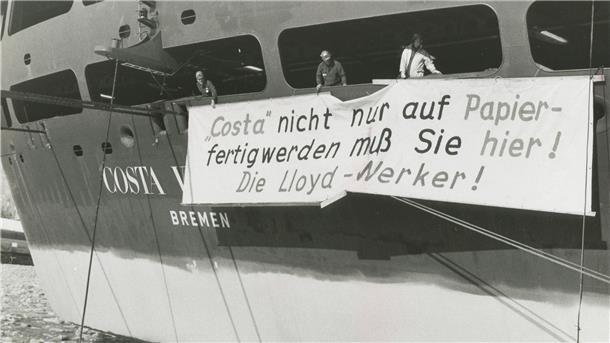 „Costa“ nicht nur auf Papier-
fertigwerden muß Sie hier!
Die Lloyd-Werker!
COSTA
BREMEN